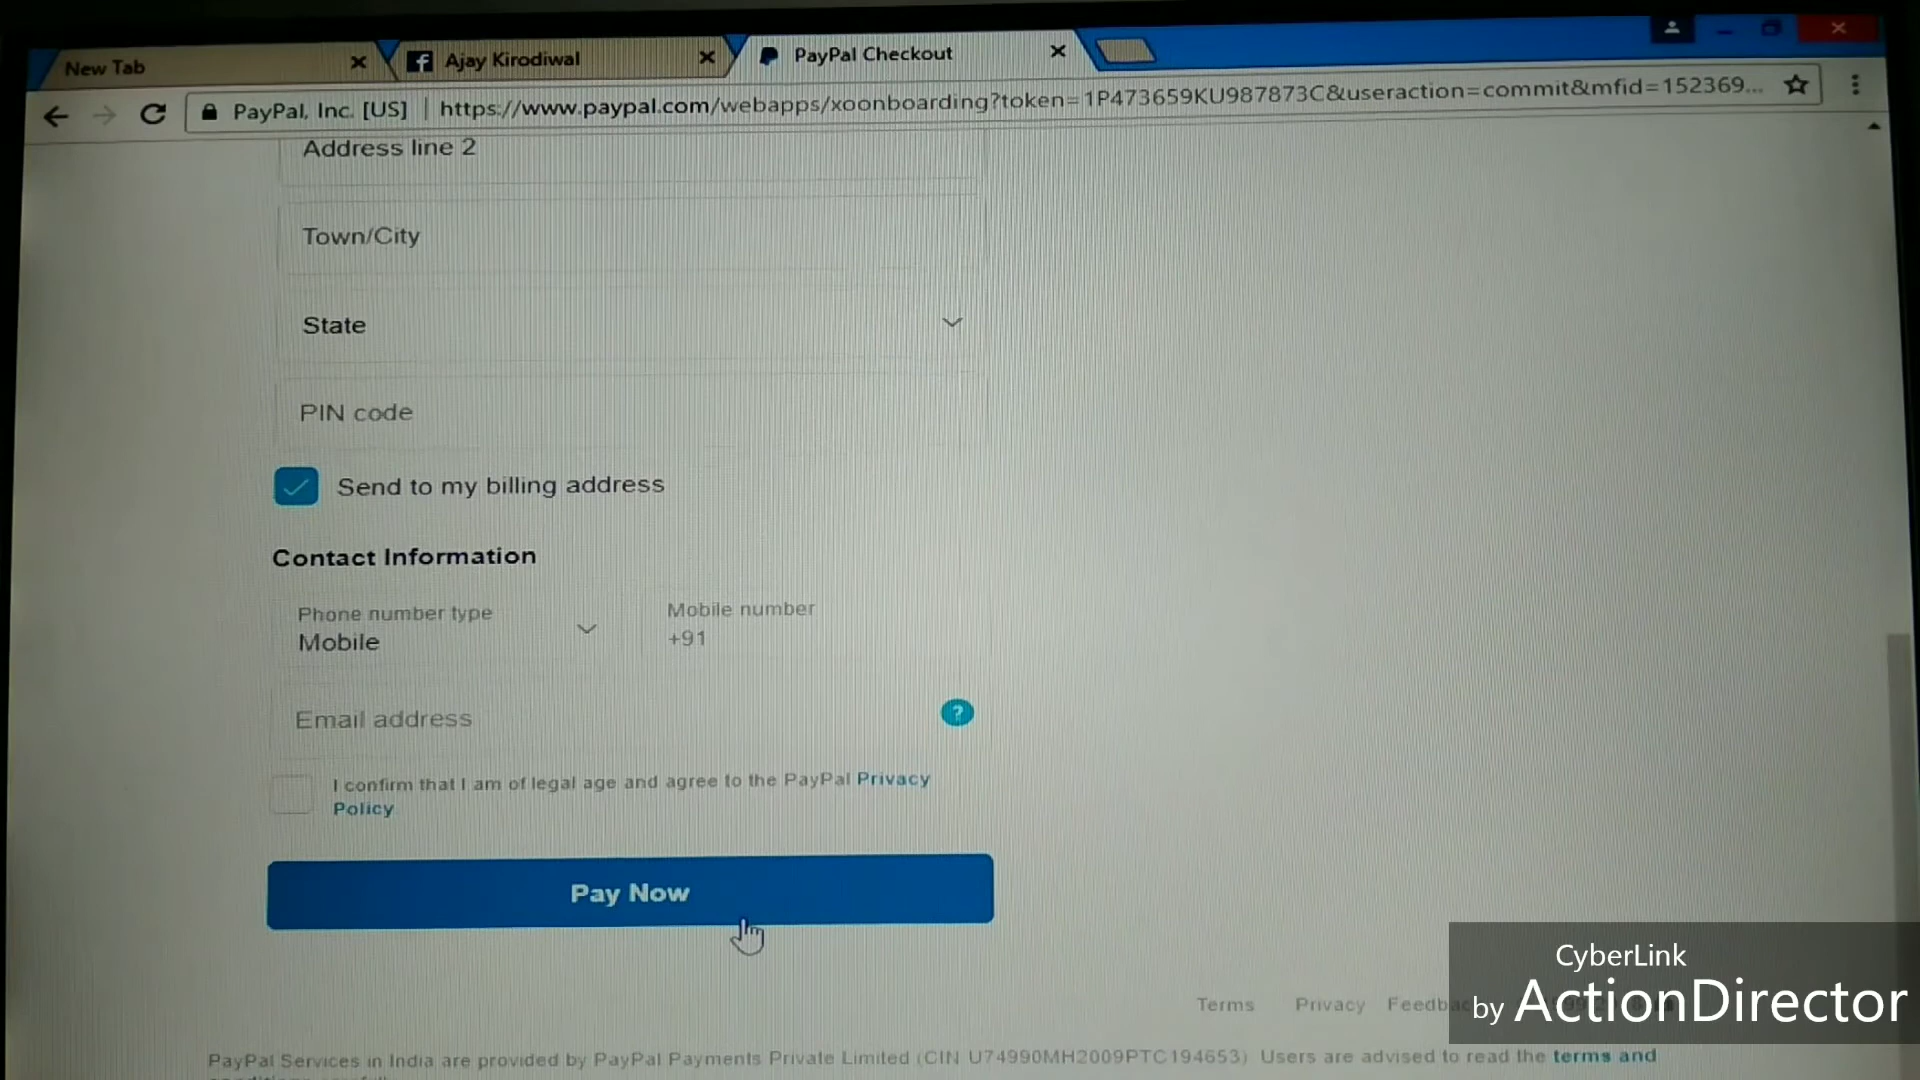 New Tab
Ajay Kirodiwal
PayPal Checkout
PayPal, Inc. [US] | https://www.paypal.com/webapps/xoonboarding?token=1P473659KU987873C&useraction=commit&mfid=152369...
Address line 2
Town/City
State
PIN code
Send to my billing address
Contact Information
Phone number type
Mobile number
Mobile
+91
Email address
?
I confirm that I am of legal age and agree to the PayPal Privacy
Policy
Pay Now
CyberLink
by ActionDirector
Terms Privacy
PayPal Services in India are provided by PayPal Payments Private Limited (CIN U74990MH2009PTC194653). Users are advised to read the terms and